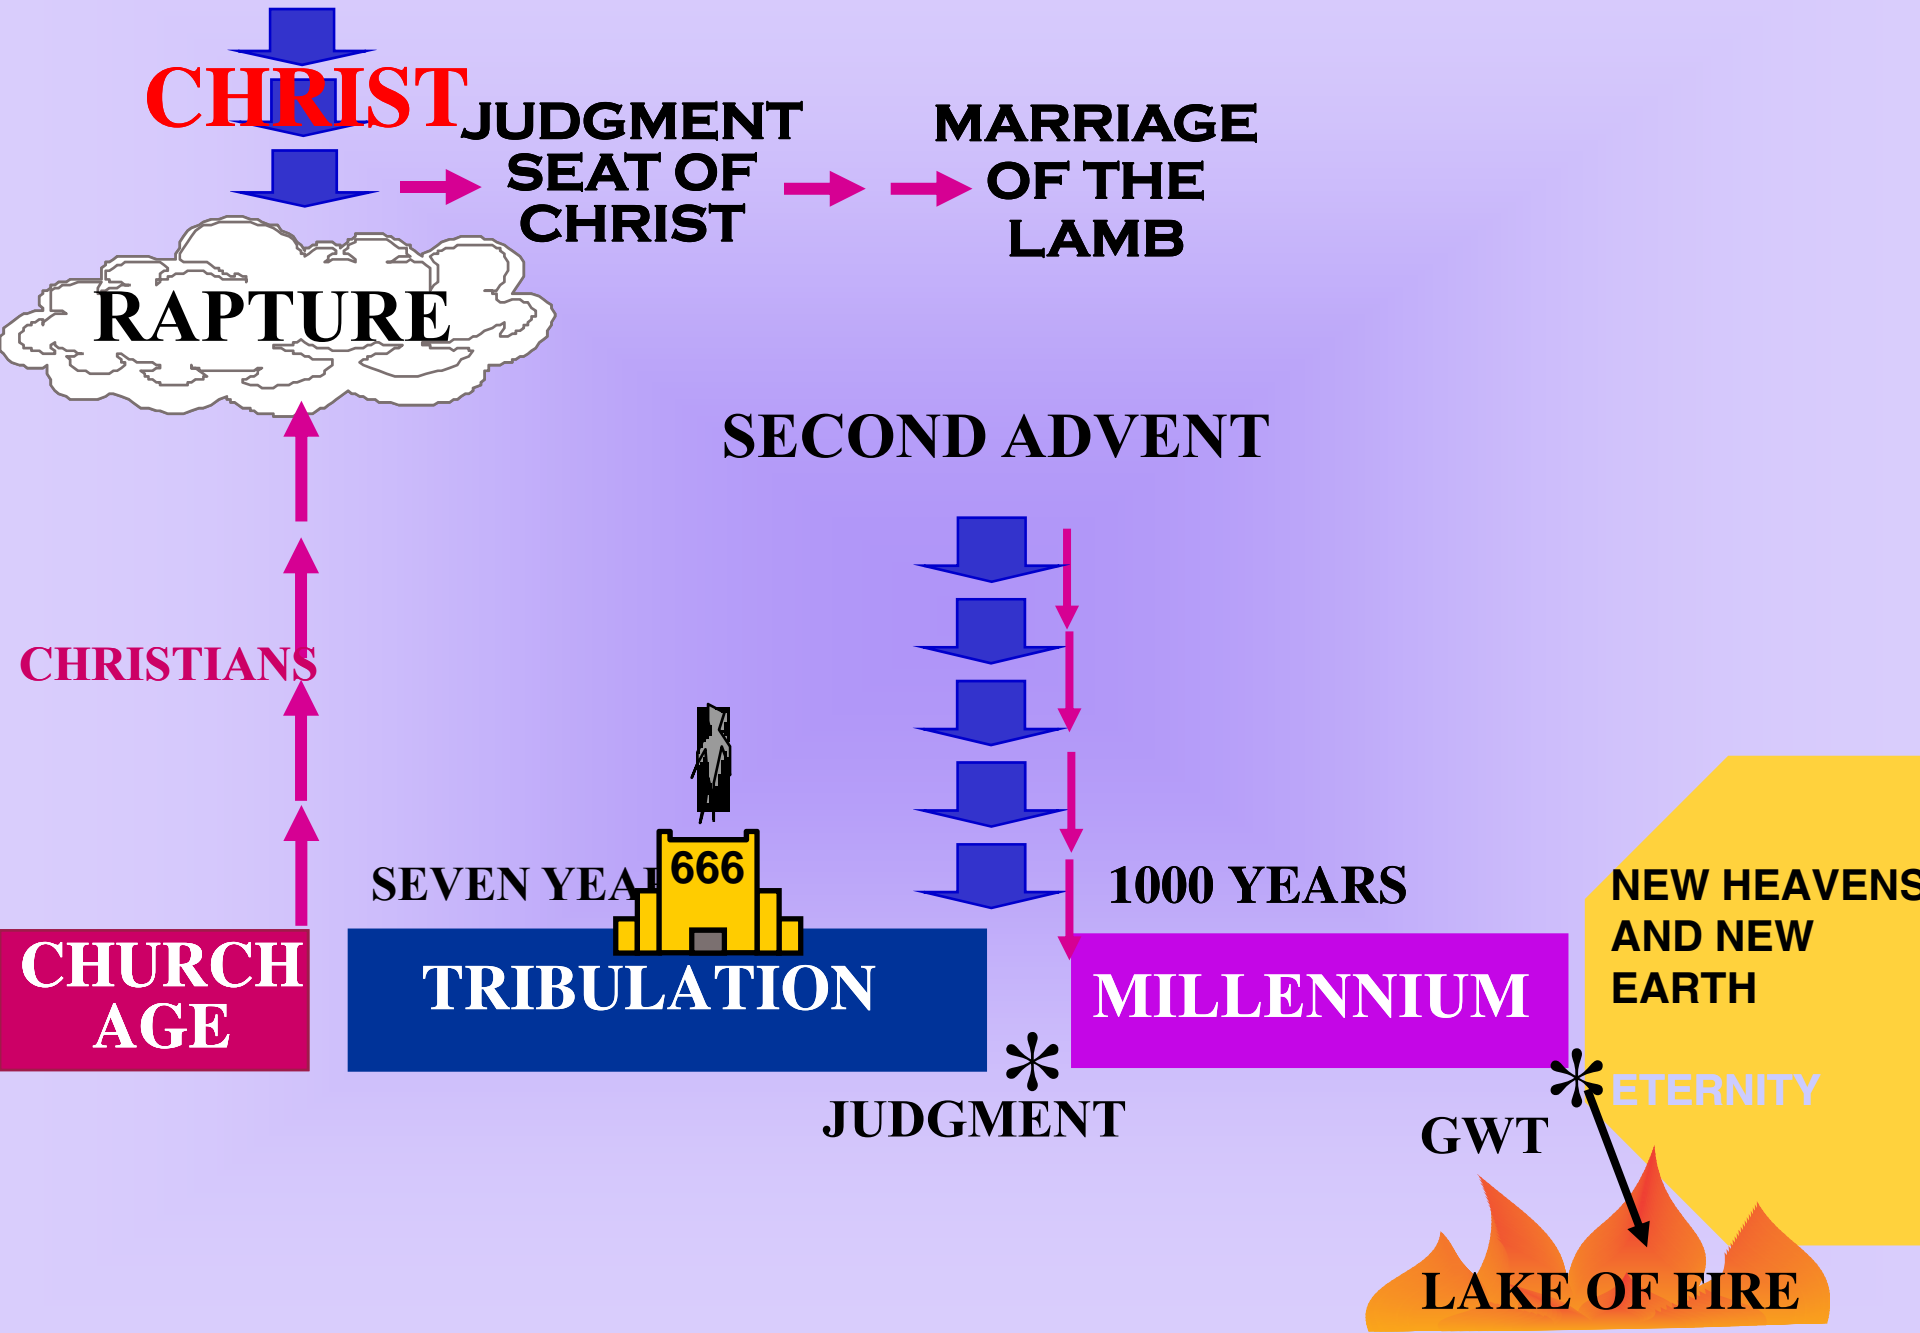 CHRIST
JUDGMENT
SEAT OF
CHRIST
MARRIAGE
OF THE
LAMB
RAPTURE
SECOND ADVENT
CHRISTIANS
SEVEN YEA
666
1000 YEARS
CHURCH
AGE
TRIBULATION
MILLENNIUM
NEW HEAVENS
AND NEW
EARTH
ETERNITY
*
JUDGMENT
*
GWT
LAKE OF FIRE